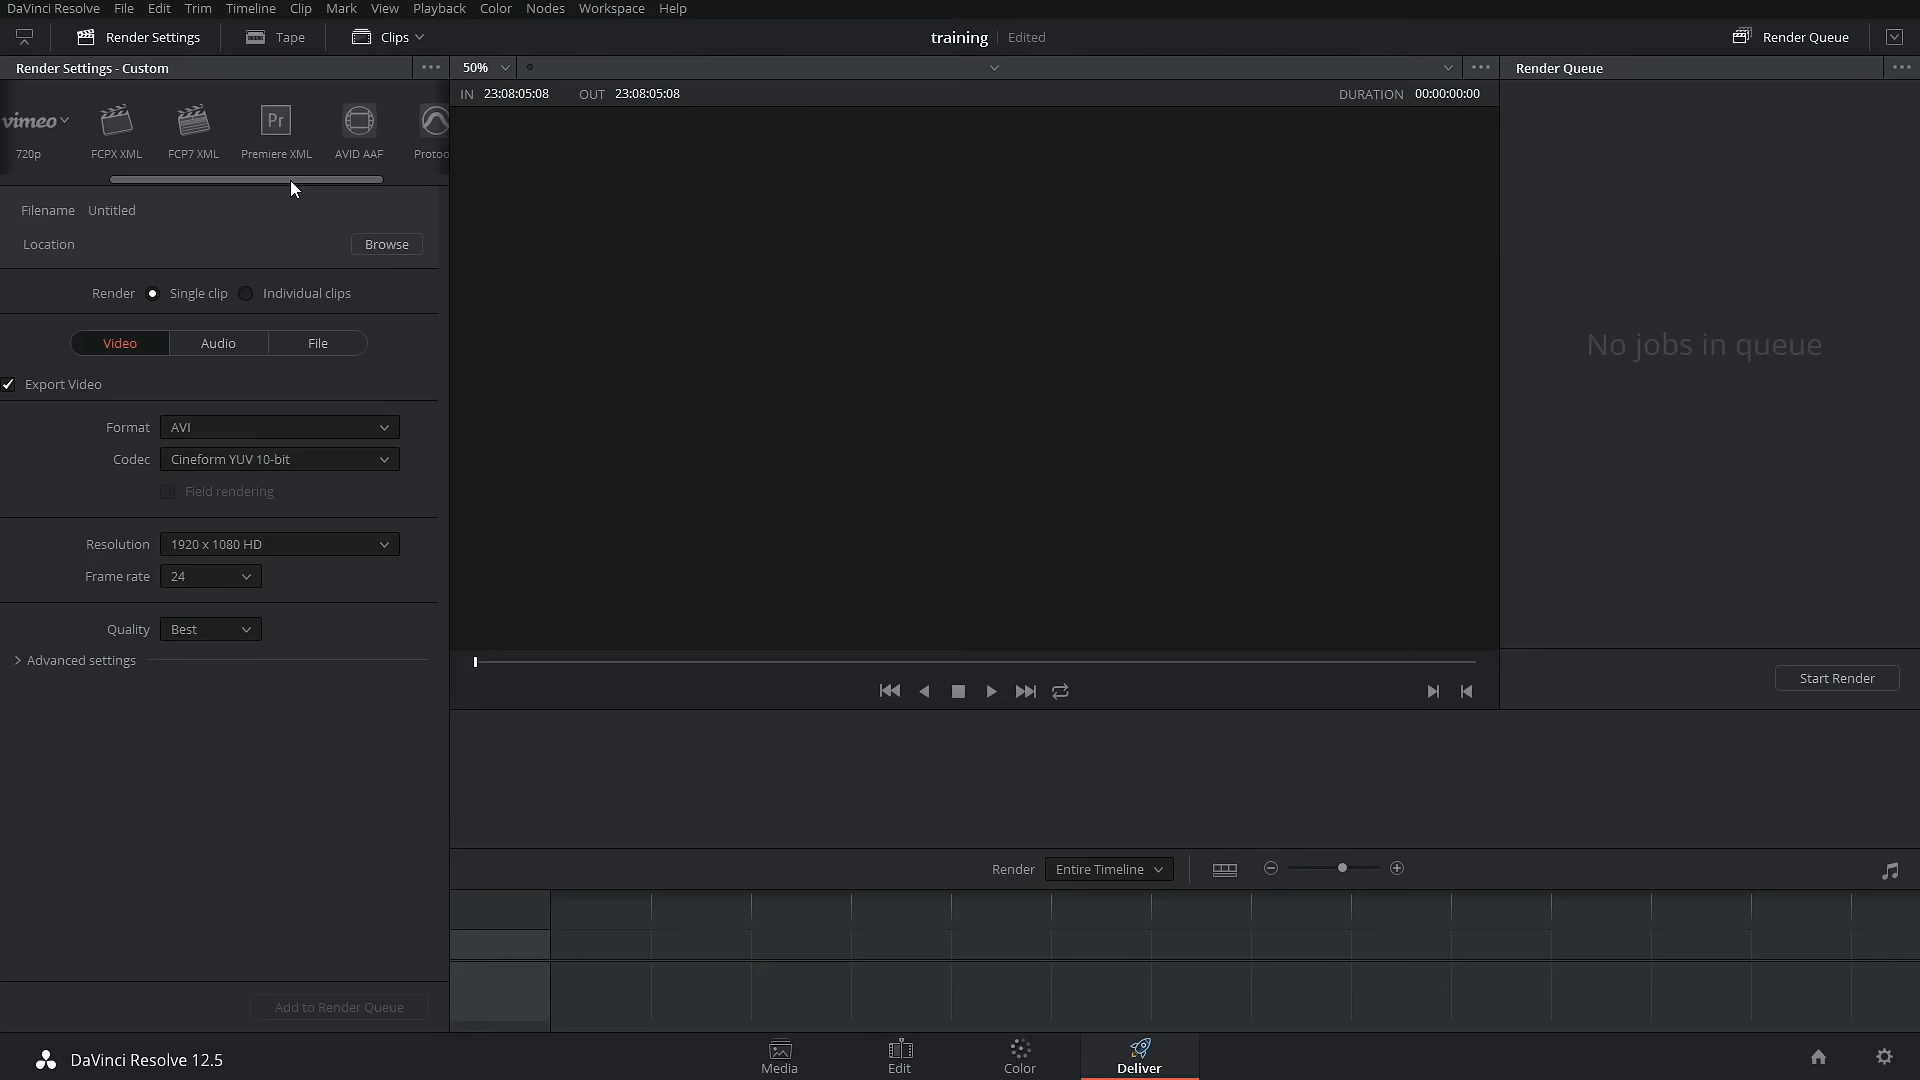 DaVinci Resolve File Edit Trim Timeline Clip Mark View Playback Color Nodes Workspace Help
Render Settings Tape Clips training Edited Render Queue
Render Settings - Custom 50% Render Queue
IN 23:08:05:08 OUT 23:08:05:08 DURATION 00:00:00:00
vimeo Pr
720p FCPX XML FCP7 XML Premiere XML AVID AAF Protoo
Filename Untitled
Location Browse
Render Single clip Individual clips
Video Audio File
No jobs in queue
Export Video
Format AVI
Codec Cineform YUV 10-bit
Field rendering
Resolution 1920 x 1080 HD
Frame rate 24
Quality Best
Advanced settings
Start Render
Render Entire Timeline
Add to Render Queue
DaVinci Resolve 12.5 Media Edit Color Deliver